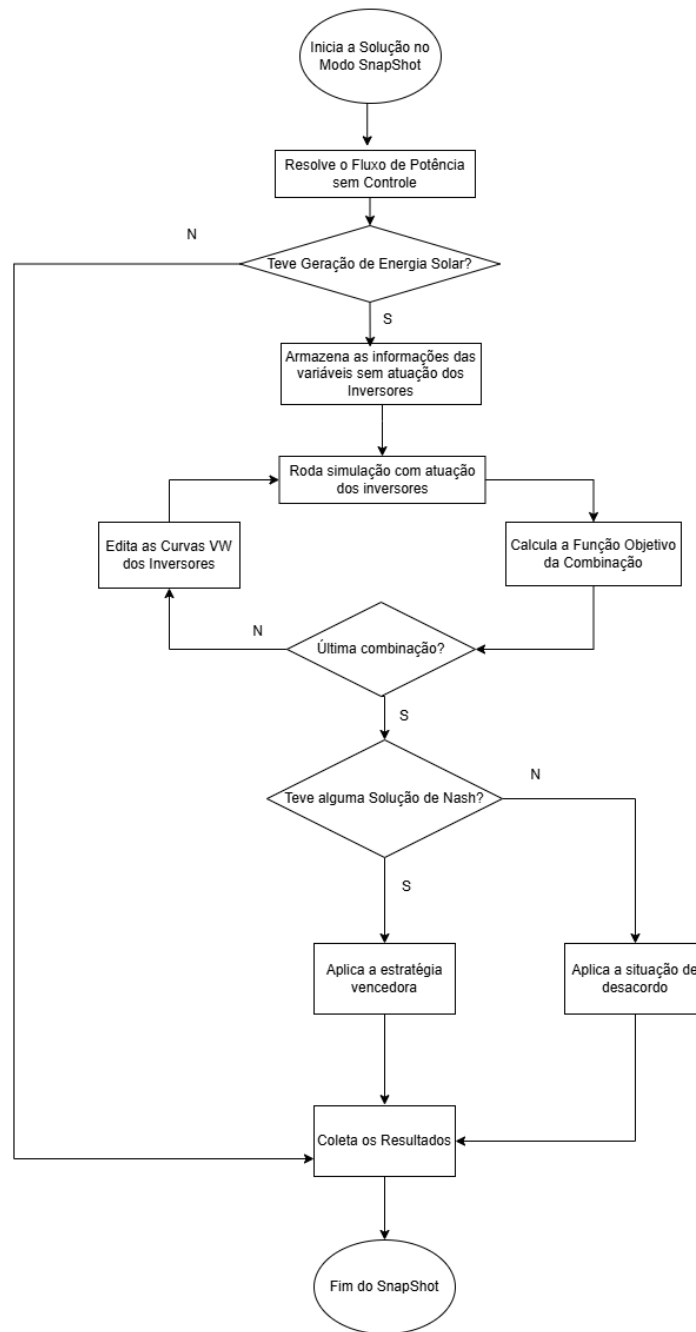 Inicia a Solução no
Modo SnapShot
Resolve o Fluxo de Potência
sem Controle
N
Teve Geração de Energia Solar?
S
Armazena as informações das
variáveis sem atuação dos
Inversores
Roda simulação com atuação
dos inversores
Edita as Curvas VW
dos Inversores
Calcula a Função Objetivo
da Combinação
N
Última combinação?
S
Teve alguma Solução de Nash?
N
S
Aplica a estratégia
vencedora
Aplica a situação de
desacordo
Coleta os Resultados
Fim do SnapShot